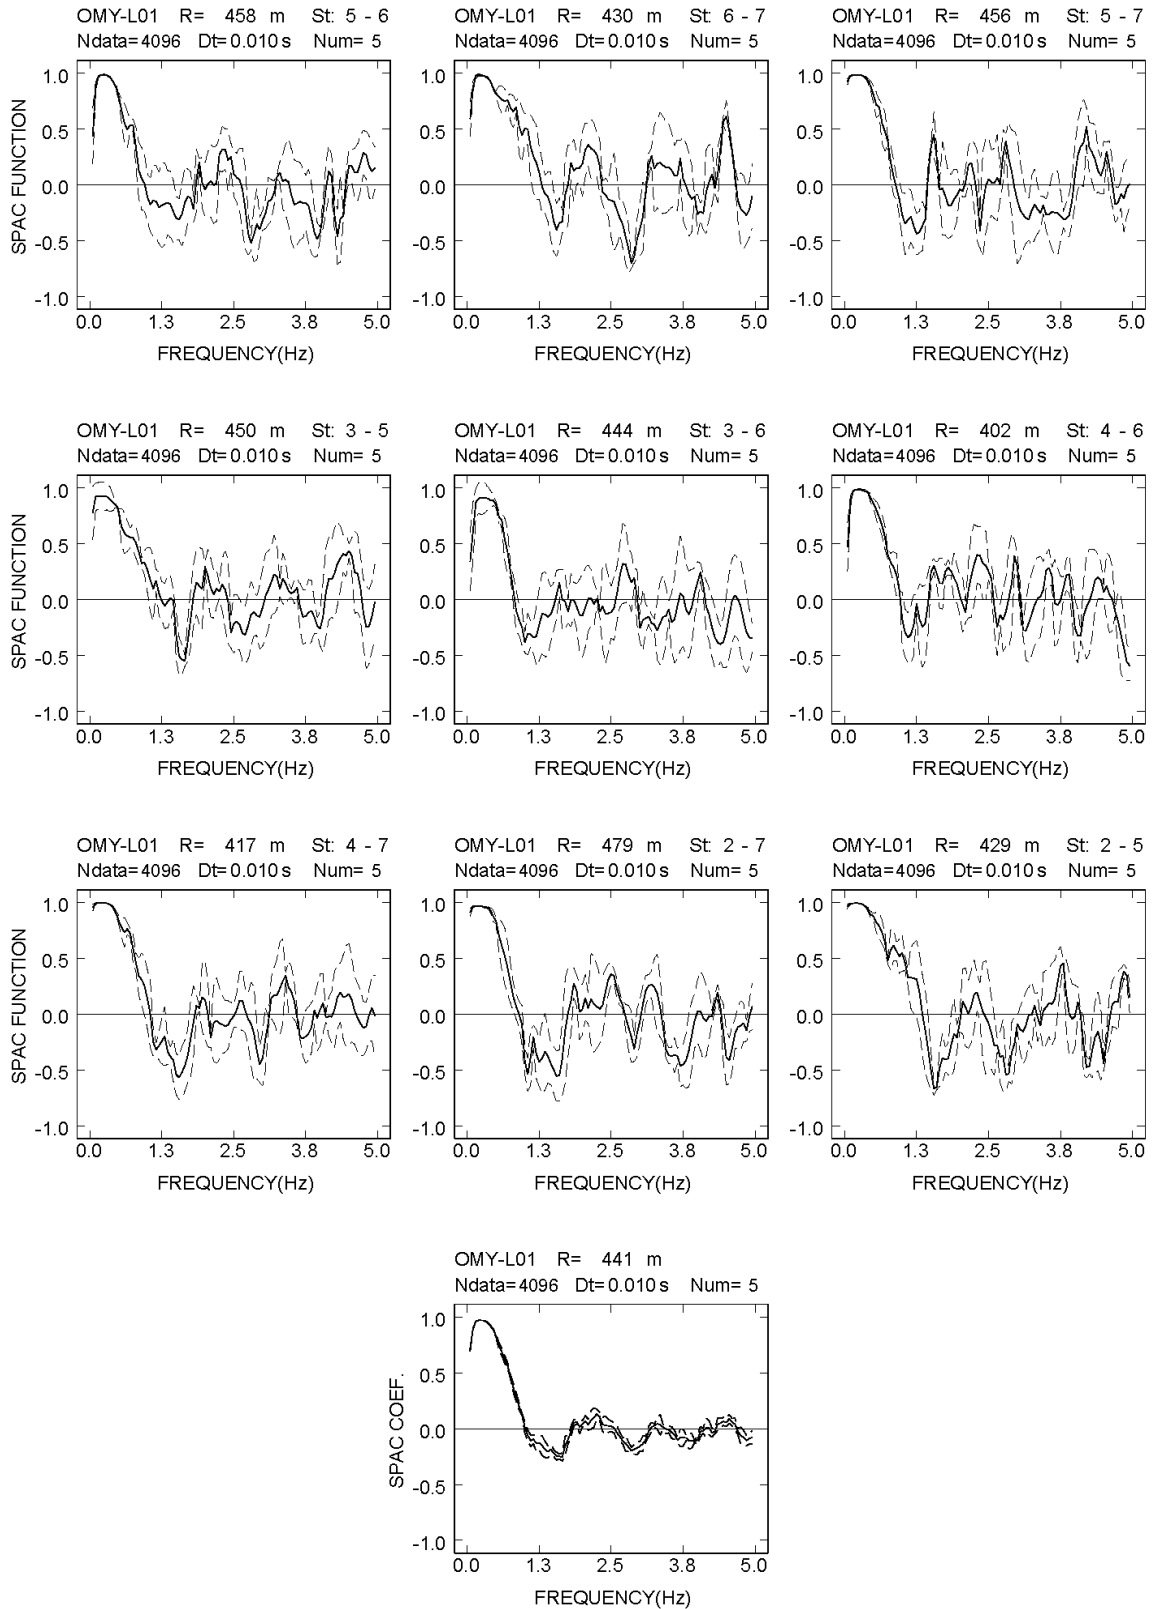 OMY-L01 R= 458 m St: 5 - 6
Ndata=4096 Dt=0.010 s Num= 5
OMY-L01 R= 430 m St: 6 - 7
Ndata=4096 Dt=0.010 s Num= 5
OMY-L01 R= 456 m St: 5 - 7
Ndata=4096 Dt=0.010 s Num= 5
SPAC FUNCTION
1.0
0.5
0.0
-0.5
-1.0
0.0 1.3 2.5 3.8 5.0
FREQUENCY(Hz)
1.0
0.5
0.0
-0.5
-1.0
0.0 1.3 2.5 3.8 5.0
FREQUENCY(Hz)
1.0
0.5
0.0
-0.5
-1.0
0.0 1.3 2.5 3.8 5.0
FREQUENCY(Hz)
OMY-L01 R= 450 m St: 3 - 5
Ndata=4096 Dt=0.010 s Num= 5
OMY-L01 R= 444 m St: 3 - 6
Ndata=4096 Dt=0.010 s Num= 5
OMY-L01 R= 402 m St: 4 - 6
Ndata=4096 Dt=0.010 s Num= 5
SPAC FUNCTION
1.0
0.5
0.0
-0.5
-1.0
0.0 1.3 2.5 3.8 5.0
FREQUENCY(Hz)
1.0
0.5
0.0
-0.5
-1.0
0.0 1.3 2.5 3.8 5.0
FREQUENCY(Hz)
1.0
0.5
0.0
-0.5
-1.0
0.0 1.3 2.5 3.8 5.0
FREQUENCY(Hz)
OMY-L01 R= 417 m St: 4 - 7
Ndata=4096 Dt=0.010 s Num= 5
OMY-L01 R= 479 m St: 2 - 7
Ndata=4096 Dt=0.010 s Num= 5
OMY-L01 R= 429 m St: 2 - 5
Ndata=4096 Dt=0.010 s Num= 5
SPAC FUNCTION
1.0
0.5
0.0
-0.5
-1.0
0.0 1.3 2.5 3.8 5.0
FREQUENCY(Hz)
1.0
0.5
0.0
-0.5
-1.0
0.0 1.3 2.5 3.8 5.0
FREQUENCY(Hz)
1.0
0.5
0.0
-0.5
-1.0
0.0 1.3 2.5 3.8 5.0
FREQUENCY(Hz)
OMY-L01 R= 441 m
Ndata=4096 Dt=0.010 s Num= 5
SPAC COEF.
1.0
0.5
0.0
-0.5
-1.0
0.0 1.3 2.5 3.8 5.0
FREQUENCY(Hz)